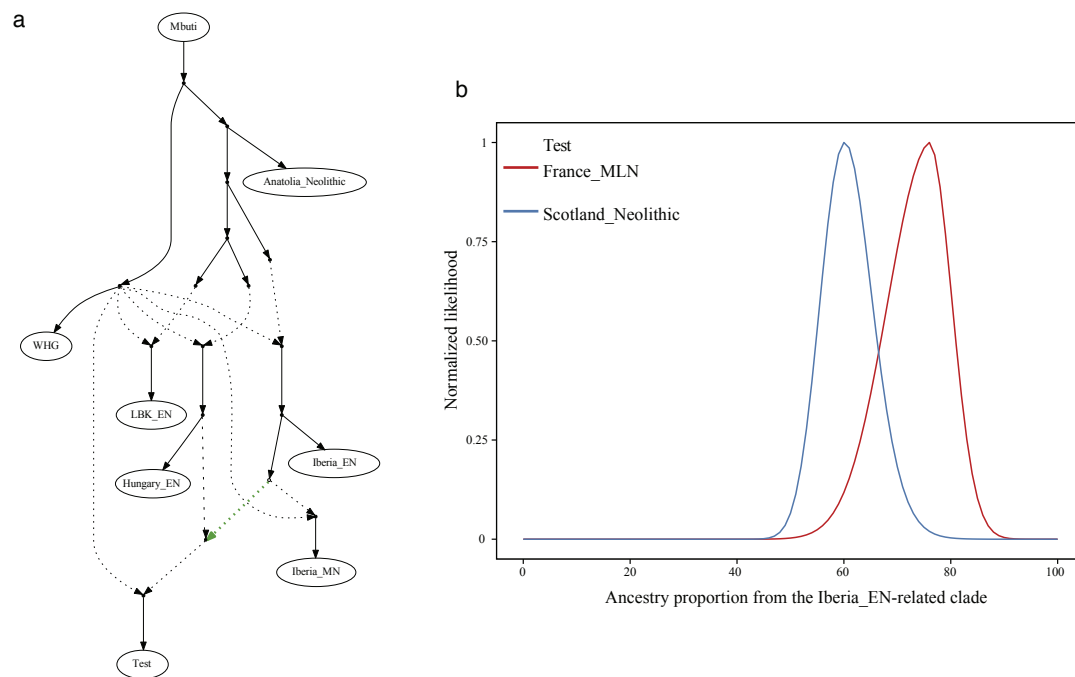 a
Mbuti
Anatolia_Neolithic
WHG
LBK_EN
Iberia_EN
Hungary_EN
Iberia_MN
Test
b
Test
France_MLN
Scotland_Neolithic
Normalized likelihood
1
0.75
0.50
0.25
0
0 20 40 60 80 100
Ancestry proportion from the Iberia_EN-related clade